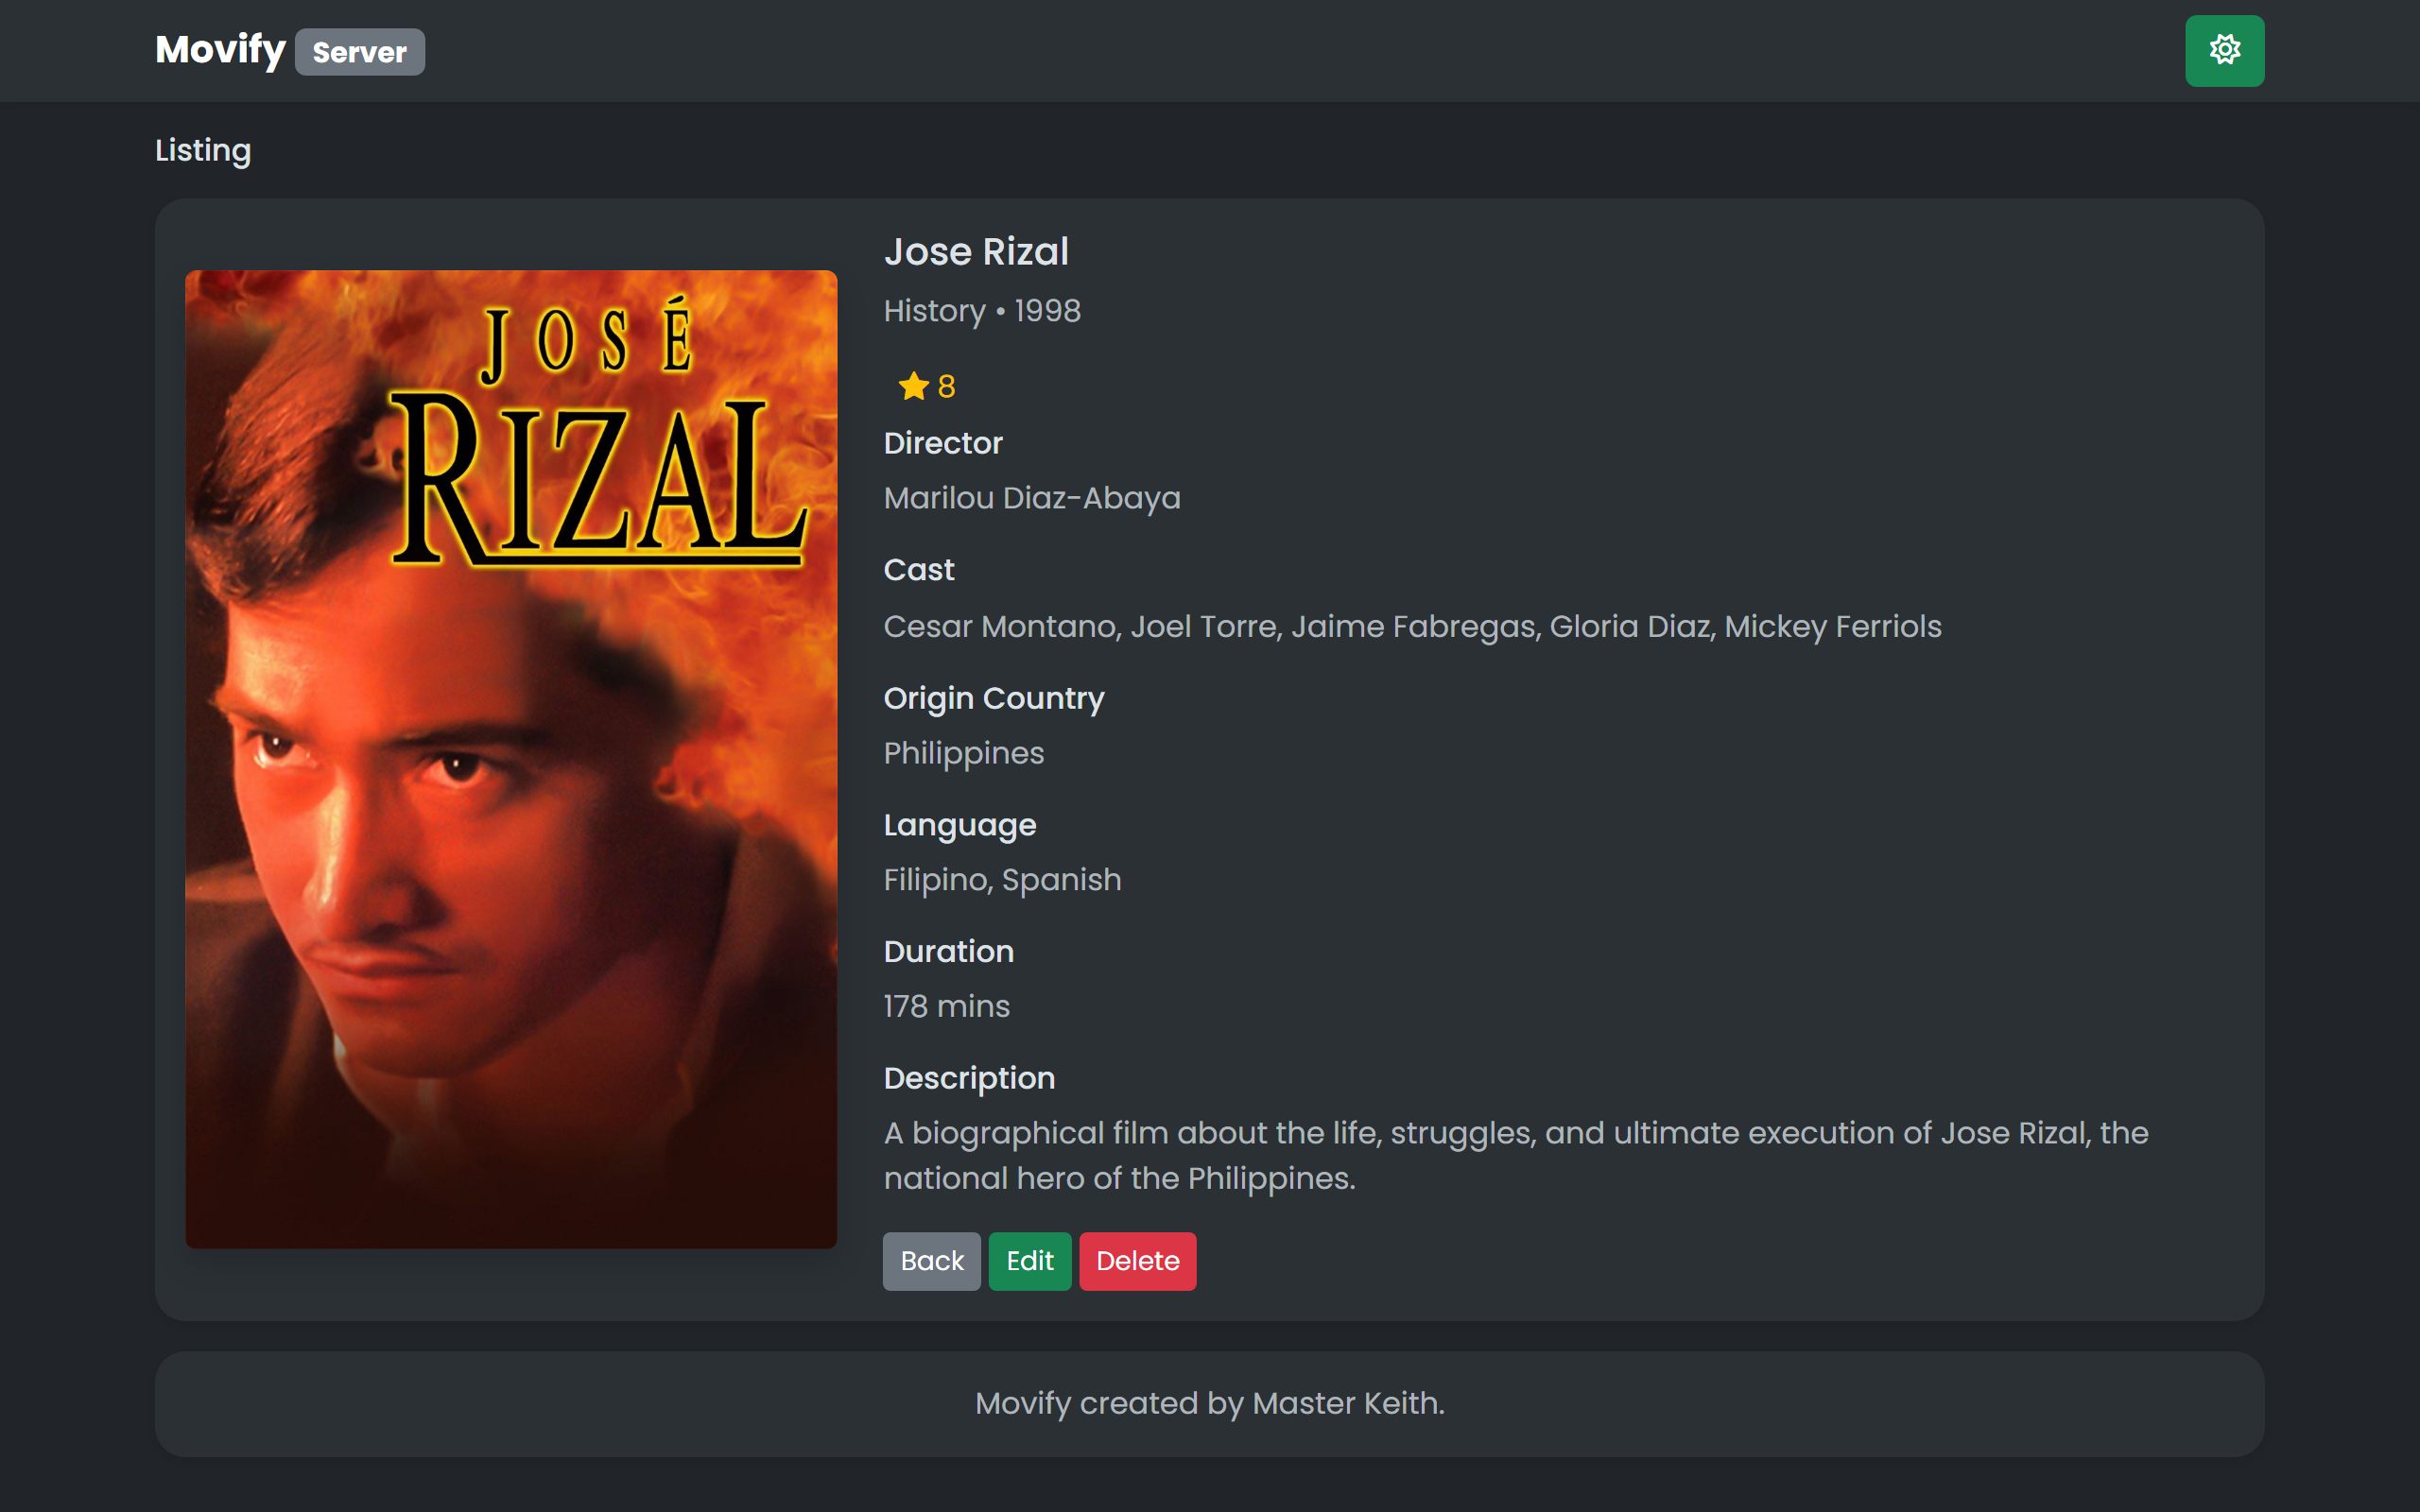 Movify Server
Listing
JOSÉ
RIZAL
Jose Rizal
History • 1998
8
Director
Marilou Diaz-Abaya
Cast
Cesar Montano, Joel Torre, Jaime Fabregas, Gloria Diaz, Mickey Ferriols
Origin Country
Philippines
Language
Filipino, Spanish
Duration
178 mins
Description
A biographical film about the life, struggles, and ultimate execution of Jose Rizal, the
national hero of the Philippines.
Back Edit Delete
Movify created by Master Keith.